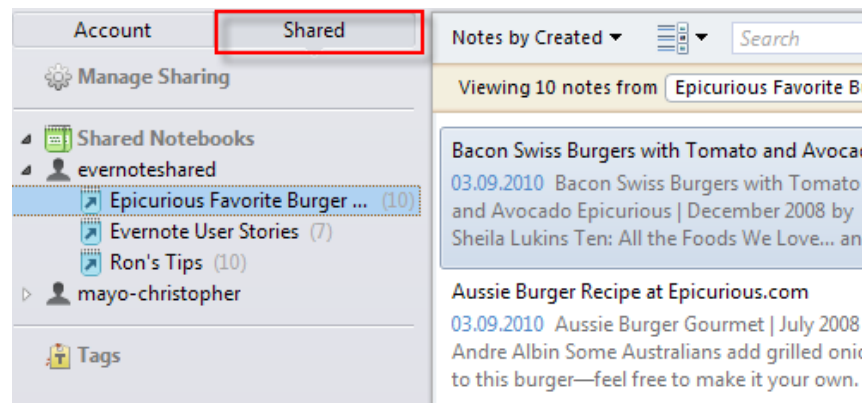 Account
Shared
Manage Sharing
Shared Notebooks
evernoteshared
Epicurious Favorite Burger ... (10)
Evernote User Stories (7)
Ron's Tips (10)
mayo-christopher
Tags
Notes by Created
Search
Viewing 10 notes from Epicurious Favorite B
Bacon Swiss Burgers with Tomato and Avoca
03.09.2010 Bacon Swiss Burgers with Tomato
and Avocado Epicurious | December 2008 by
Sheila Lukins Ten: All the Foods We Love... an
Aussie Burger Recipe at Epicurious.com
03.09.2010 Aussie Burger Gourmet | July 2008
Andre Albin Some Australians add grilled onio
to this burger—feel free to make it your own.